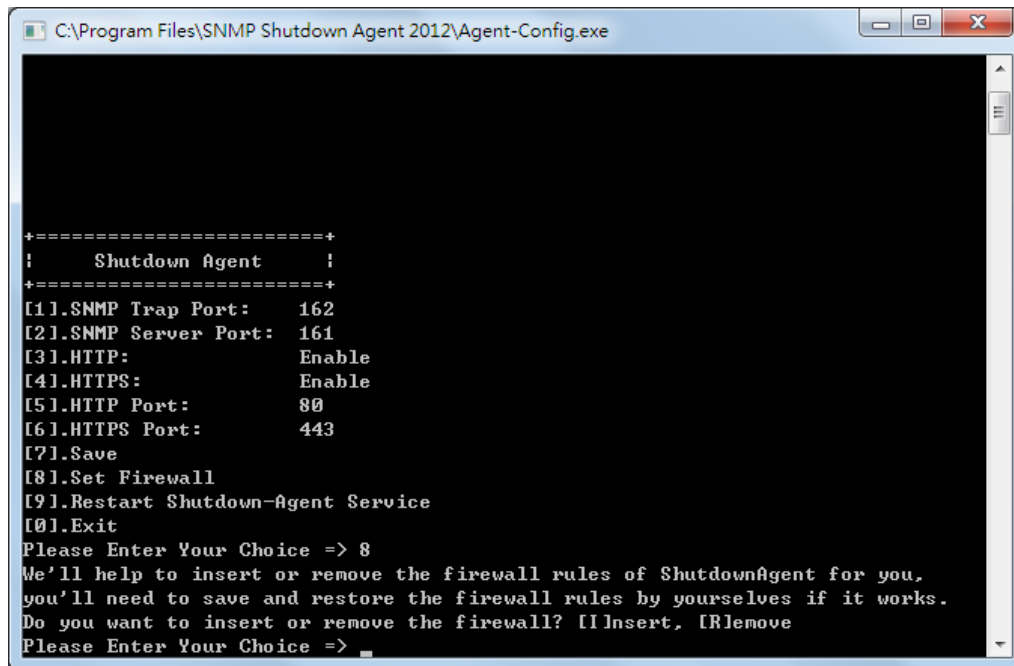 C:\Program Files\SNMP Shutdown Agent 2012\Agent-Config.exe
+========================+
¦     Shutdown Agent     ¦
+========================+
[1].SNMP Trap Port:    162
[2].SNMP Server Port:  161
[3].HTTP:              Enable
[4].HTTPS:             Enable
[5].HTTP Port:         80
[6].HTTPS Port:        443
[7].Save
[8].Set Firewall
[9].Restart Shutdown-Agent Service
[0].Exit
Please Enter Your Choice => 8
We'll help to insert or remove the firewall rules of ShutdownAgent for you,
you'll need to save and restore the firewall rules by yourselves if it works.
Do you want to insert or remove the firewall? [I]nsert, [R]emove
Please Enter Your Choice => _